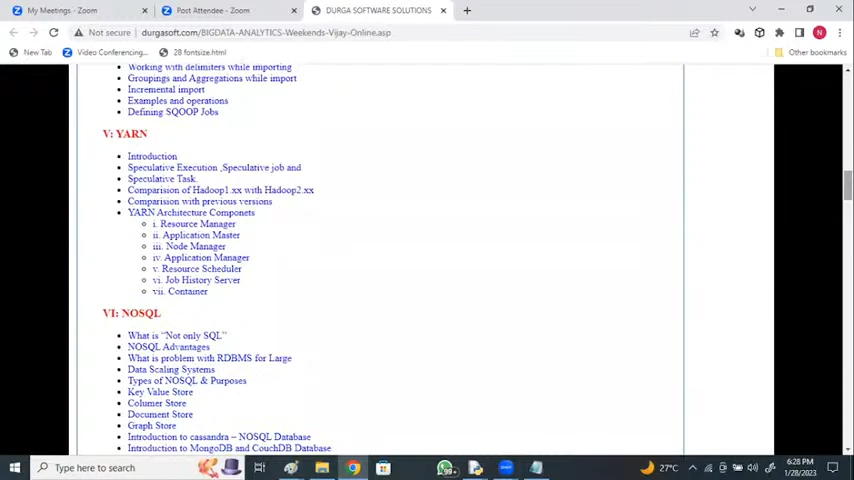 My Meetings - Zoom
Post Attendee - Zoom
DURGA SOFTWARE SOLUTIONS
Not secure
durgasoft.com/BIGDATA-ANALYTICS-Weekends-Vijay-Online.asp
N
New Tab
Video Conferencing...
28 fontsize.html
Other bookmarks
Working with delimiters while importing
Groupings and Aggregations while import
Incremental import
Examples and operations
Defining SQOOP Jobs
V: YARN
Introduction
Speculative Execution ,Speculative job and
Speculative Task.
Comparision of Hadoop1.xx with Hadoop2.xx
Comparision with previous versions
YARN Architecture Componets
i. Resource Manager
ii. Application Master
iii. Node Manager
iv. Application Manager
v. Resource Scheduler
vi. Job History Server
vii. Container
VI: NOSQL
What is “Not only SQL”
NOSQL Advantages
What is problem with RDBMS for Large
Data Scaling Systems
Types of NOSQL & Purposes
Key Value Store
Columer Store
Document Store
Graph Store
Introduction to cassandra – NOSQL Database
Introduction to MongoDB and CouchDB Database
Type here to search
99+
27°C
6:28 PM
1/28/2023